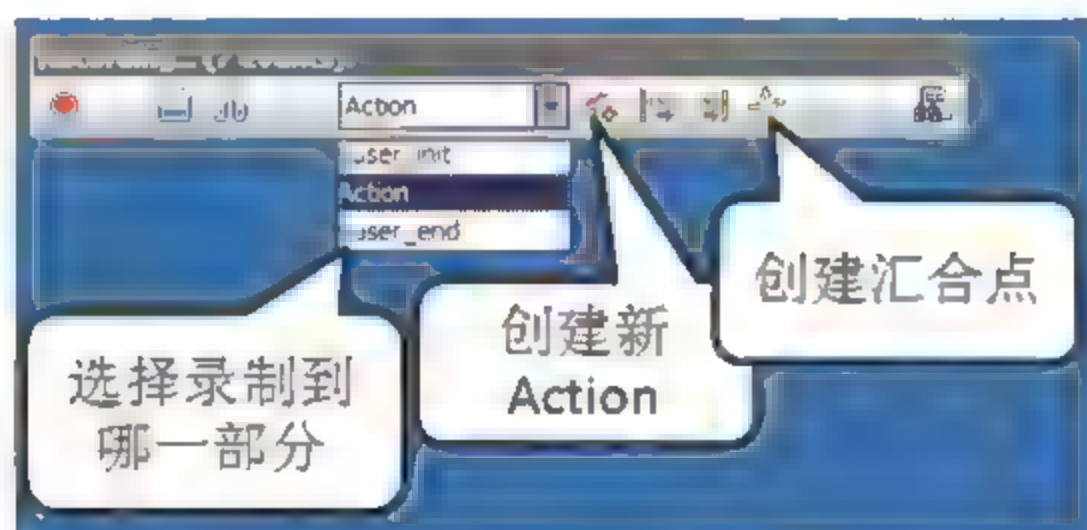 Action
user_init
Action
user_end
选择录制到
哪一部分
创建新
Action
创建汇合点